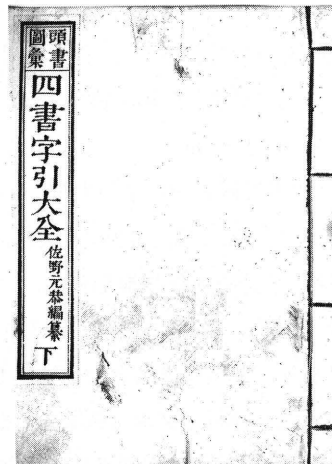 頭書
圖彙
四書字引大全
佐野元恭編纂
下